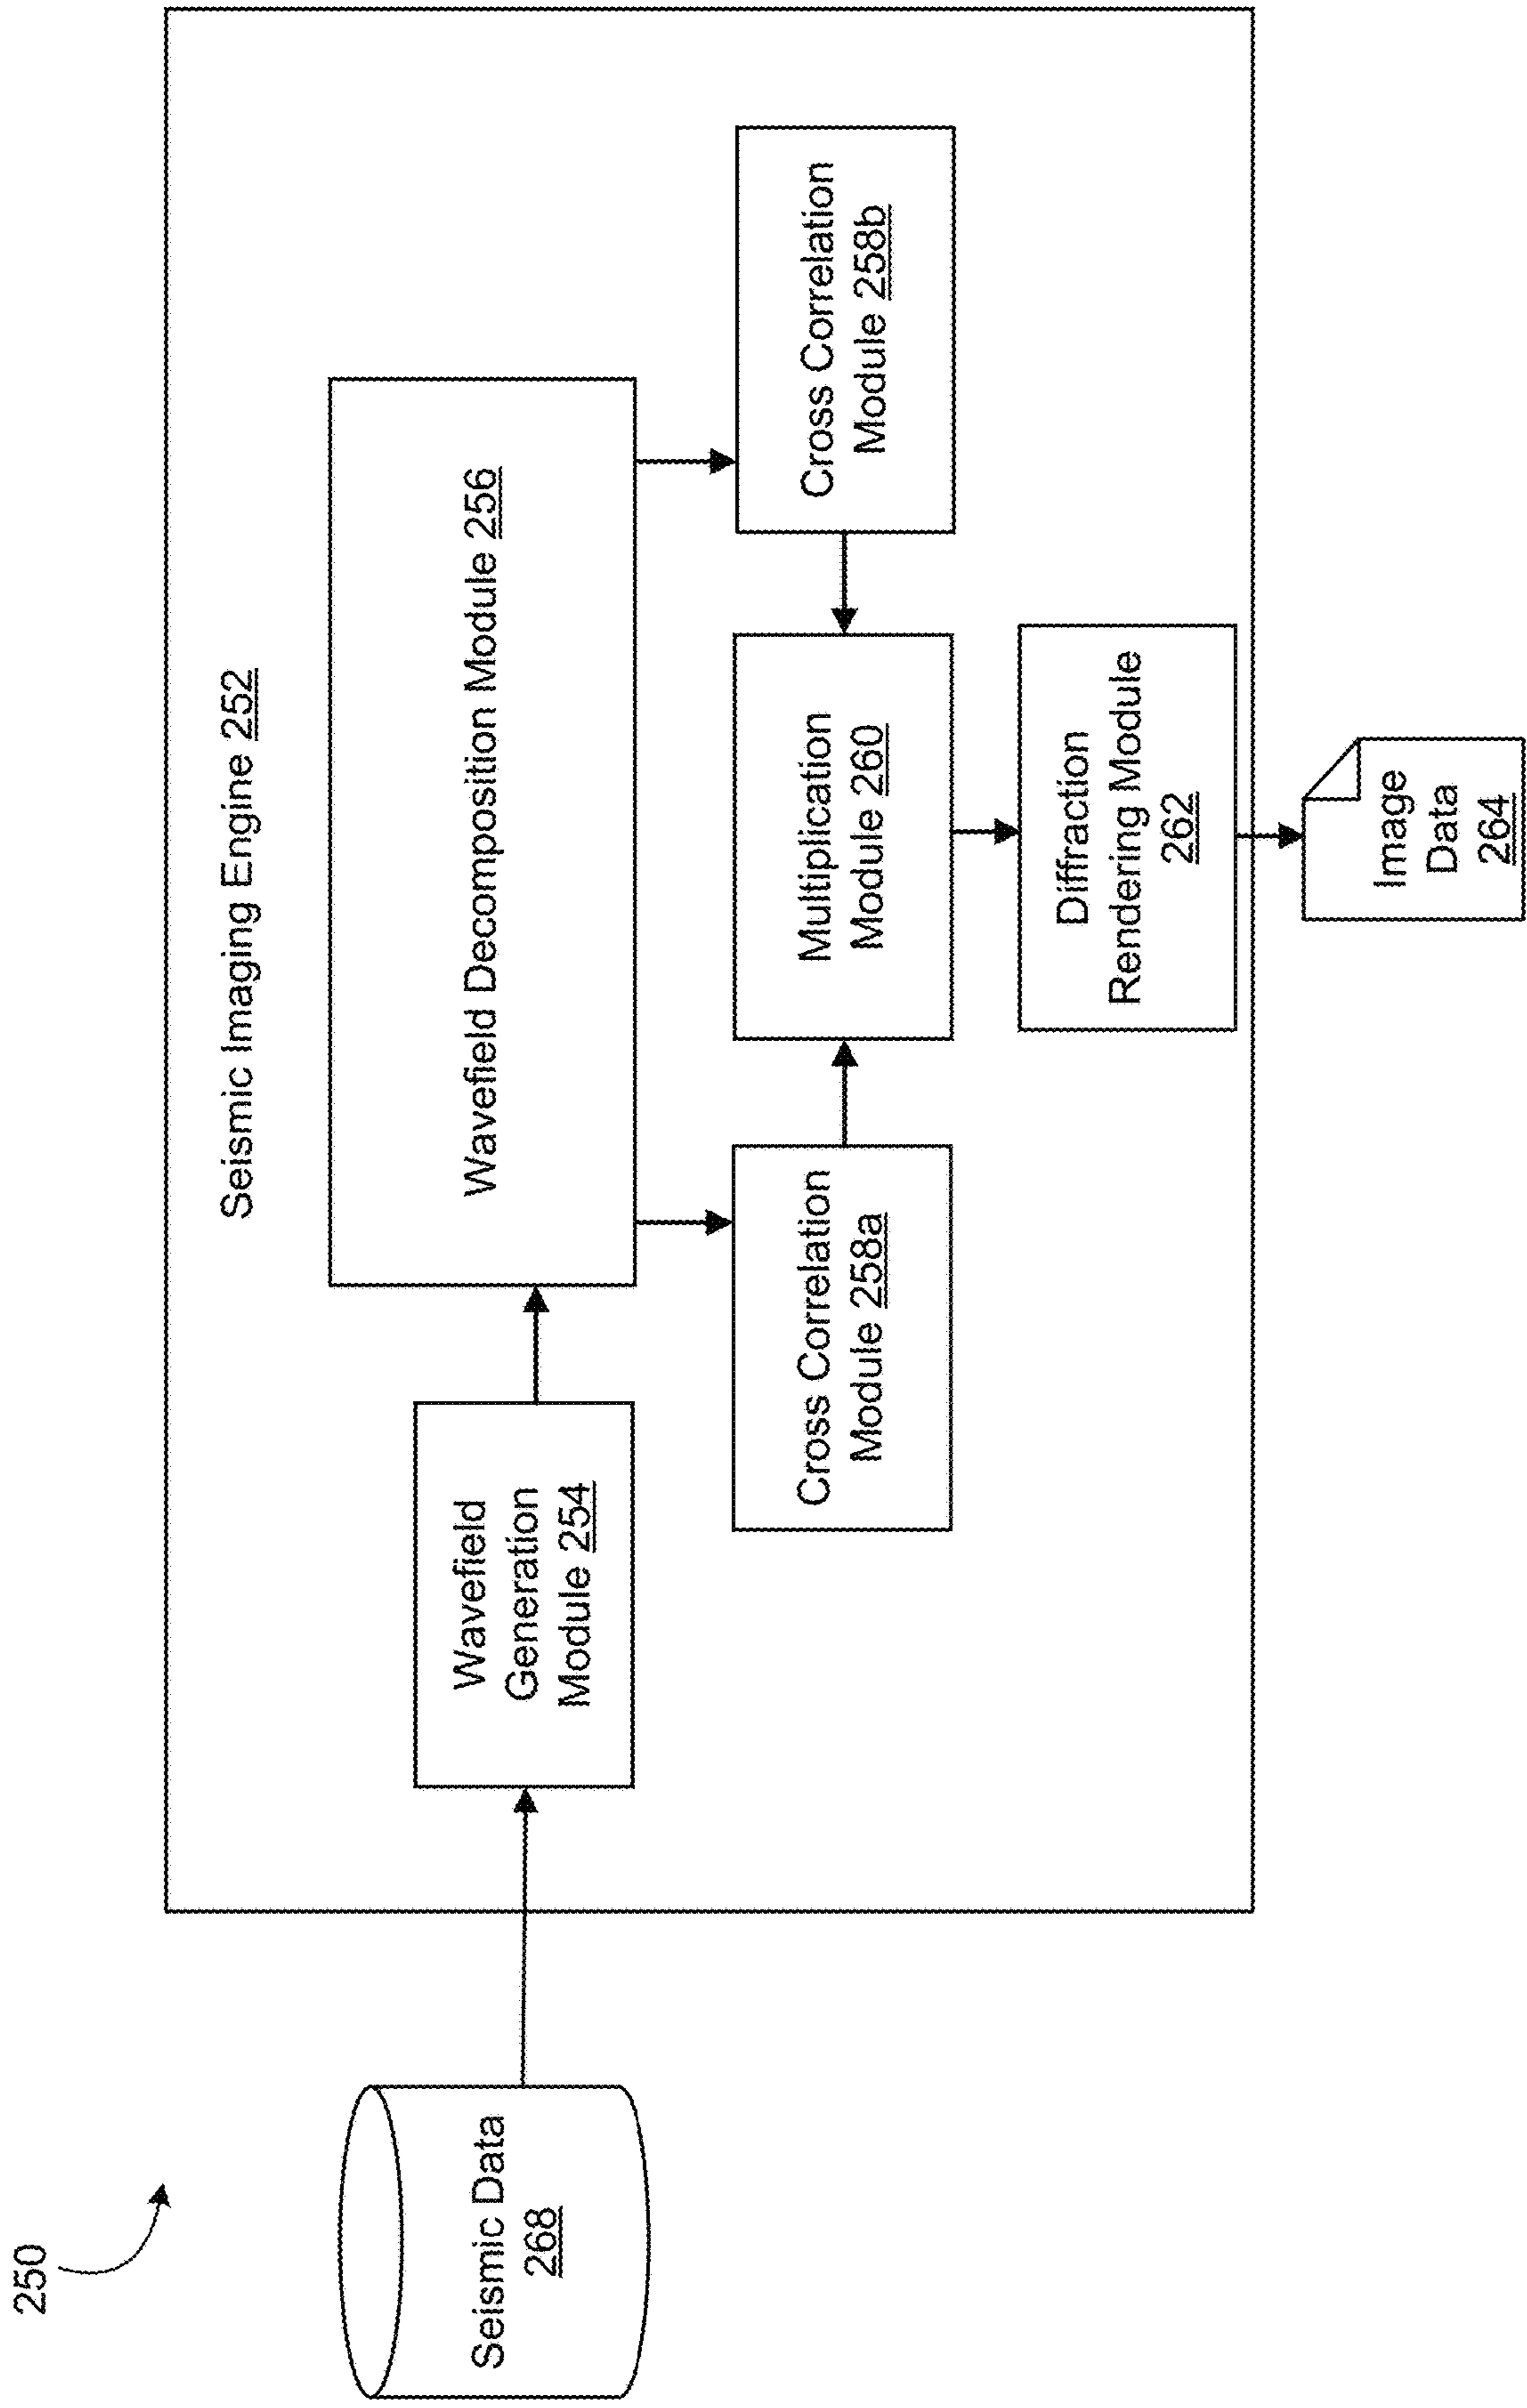 250
Seismic Imaging Engine 252
Seismic Data
268
Wavefield
Generation
Module 254
Wavefield Decomposition Module 256
Cross Correlation
Module 258a
Multiplication
Module 260
Cross Correlation
Module 258b
Diffraction
Rendering Module
262
Image
Data
264